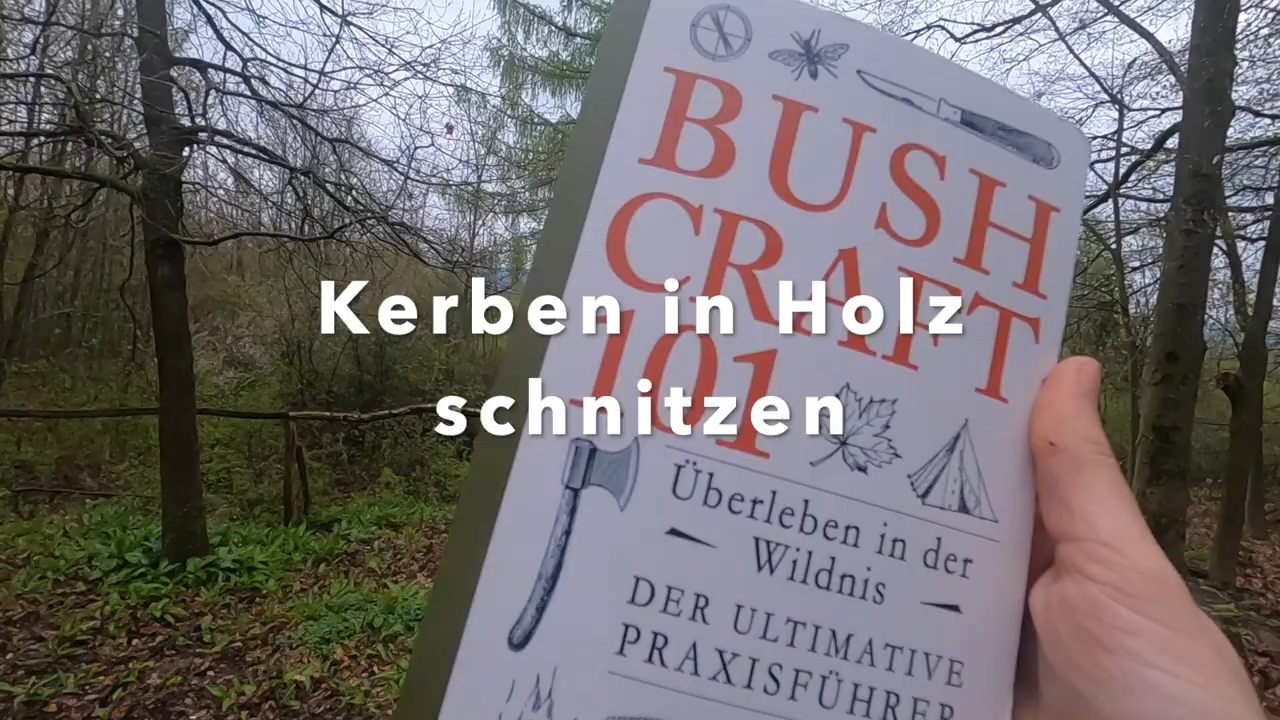 BUSH
CRAFT
101
Kerben in Holz
schnitzen
Überleben in der
Wildnis
DER ULTIMATIVE
PRAXISFÜHRER